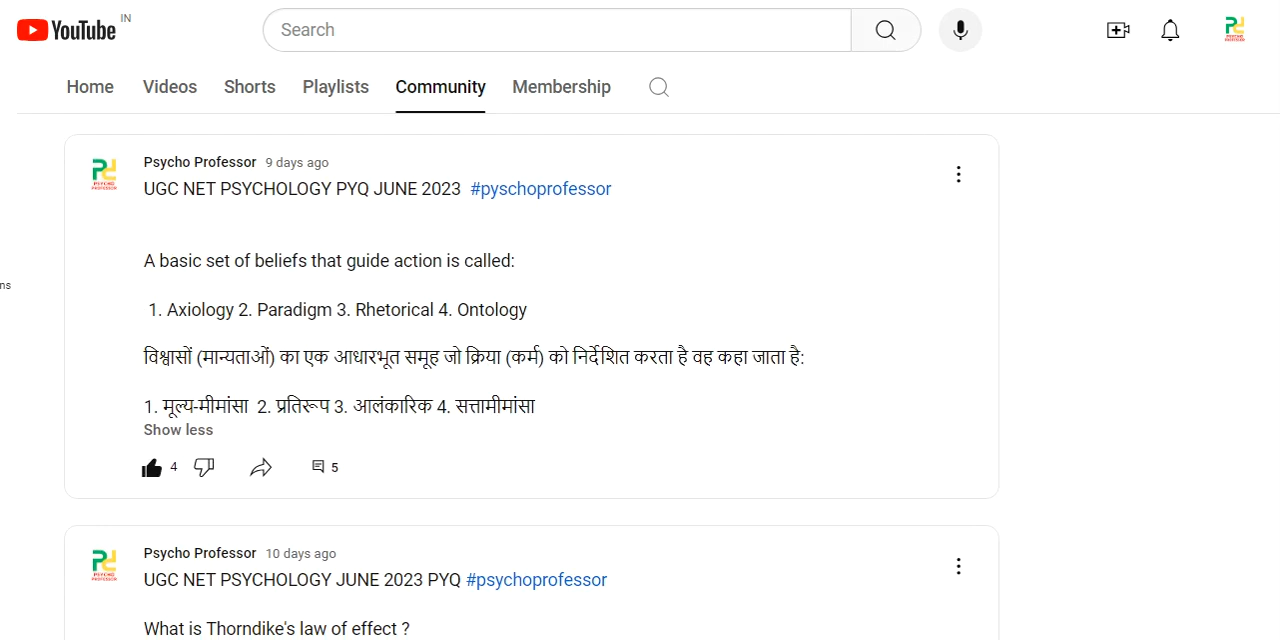 YouTube IN
Search
Home Videos Shorts Playlists Community Membership
Psycho Professor 9 days ago
UGC NET PSYCHOLOGY PYQ JUNE 2023 #pyschoprofessor
A basic set of beliefs that guide action is called:
ns
1. Axiology 2. Paradigm 3. Rhetorical 4. Ontology
विश्वासों (मान्यताओं) का एक आधारभूत समूह जो क्रिया (कर्म) को निर्देशित करता है वह कहा जाता है:
1. मूल्य-मीमांसा 2. प्रतिरूप 3. आलंकारिक 4. सत्तामीमांसा
Show less
4 5
Psycho Professor 10 days ago
UGC NET PSYCHOLOGY JUNE 2023 PYQ #psychoprofessor
What is Thorndike's law of effect ?